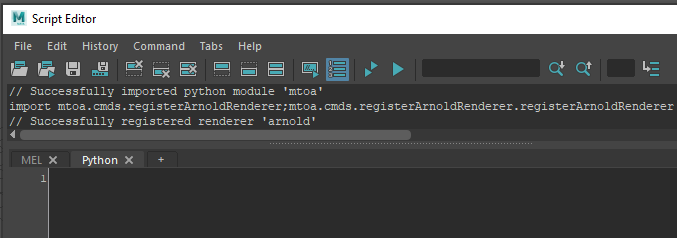 Script Editor
File Edit History Command Tabs Help
// Successfully imported python module 'mtoa'
import mtoa.cmds.registerArnoldRenderer;mtoa.cmds.registerArnoldRenderer.registerArnoldRenderer
// Successfully registered renderer 'arnold'
MEL Python +
1